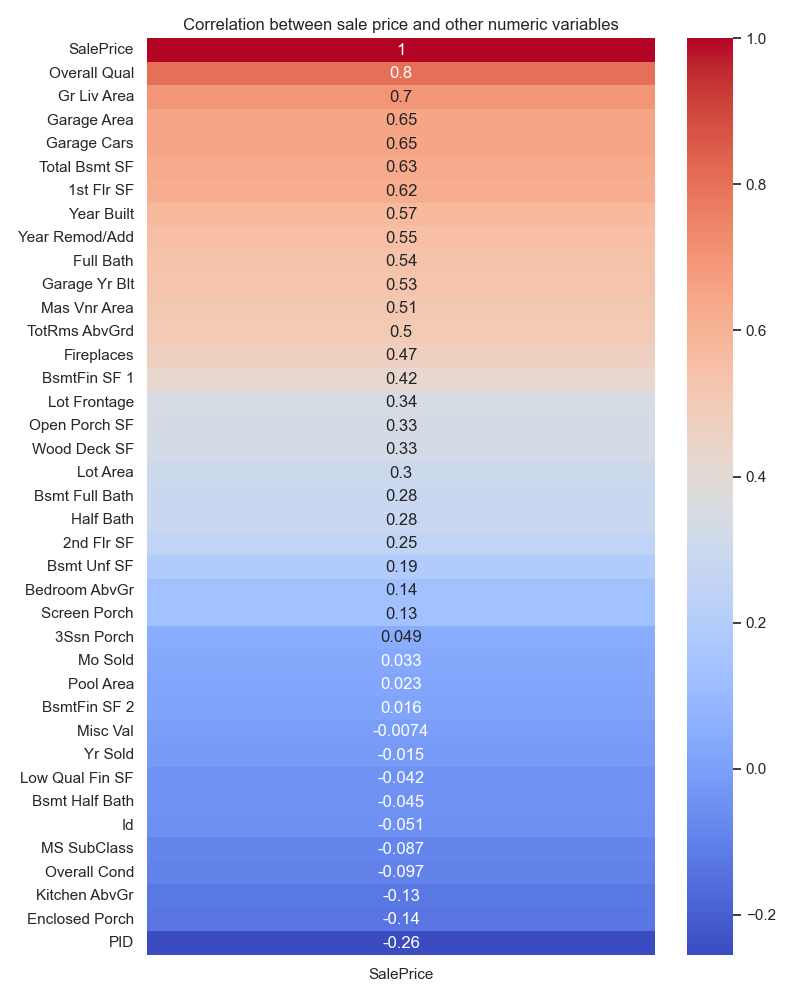 Correlation between sale price and other numeric variables
SalePrice 1
Overall Qual 0.8
Gr Liv Area 0.7
Garage Area 0.65
Garage Cars 0.65
Total Bsmt SF 0.63
1st Flr SF 0.62
Year Built 0.57
Year Remod/Add 0.55
Full Bath 0.54
Garage Yr Blt 0.53
Mas Vnr Area 0.51
TotRms AbvGrd 0.5
Fireplaces 0.47
BsmtFin SF 1 0.42
Lot Frontage 0.34
Open Porch SF 0.33
Wood Deck SF 0.33
Lot Area 0.3
Bsmt Full Bath 0.28
Half Bath 0.28
2nd Flr SF 0.25
Bsmt Unf SF 0.19
Bedroom AbvGr 0.14
Screen Porch 0.13
3Ssn Porch 0.049
Mo Sold 0.033
Pool Area 0.023
BsmtFin SF 2 0.016
Misc Val -0.0074
Yr Sold -0.015
Low Qual Fin SF -0.042
Bsmt Half Bath -0.045
Id -0.051
MS SubClass -0.087
Overall Cond -0.097
Kitchen AbvGr -0.13
Enclosed Porch -0.14
PID -0.26
SalePrice
1.0
0.8
0.6
0.4
0.2
0.0
−0.2